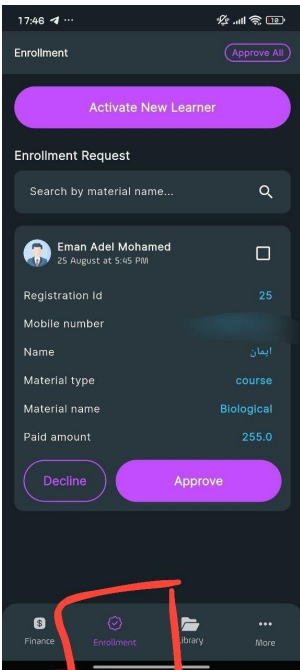 17:46
Enrollment
Approve All
Activate New Learner
Enrollment Request
Search by material name...
Eman Adel Mohamed
25 August at 5:45 PM
Registration Id 25
Mobile number
Name ايمان
Material type course
Material name Biological
Paid amount 255.0
Decline Approve
Finance Enrollment Library More